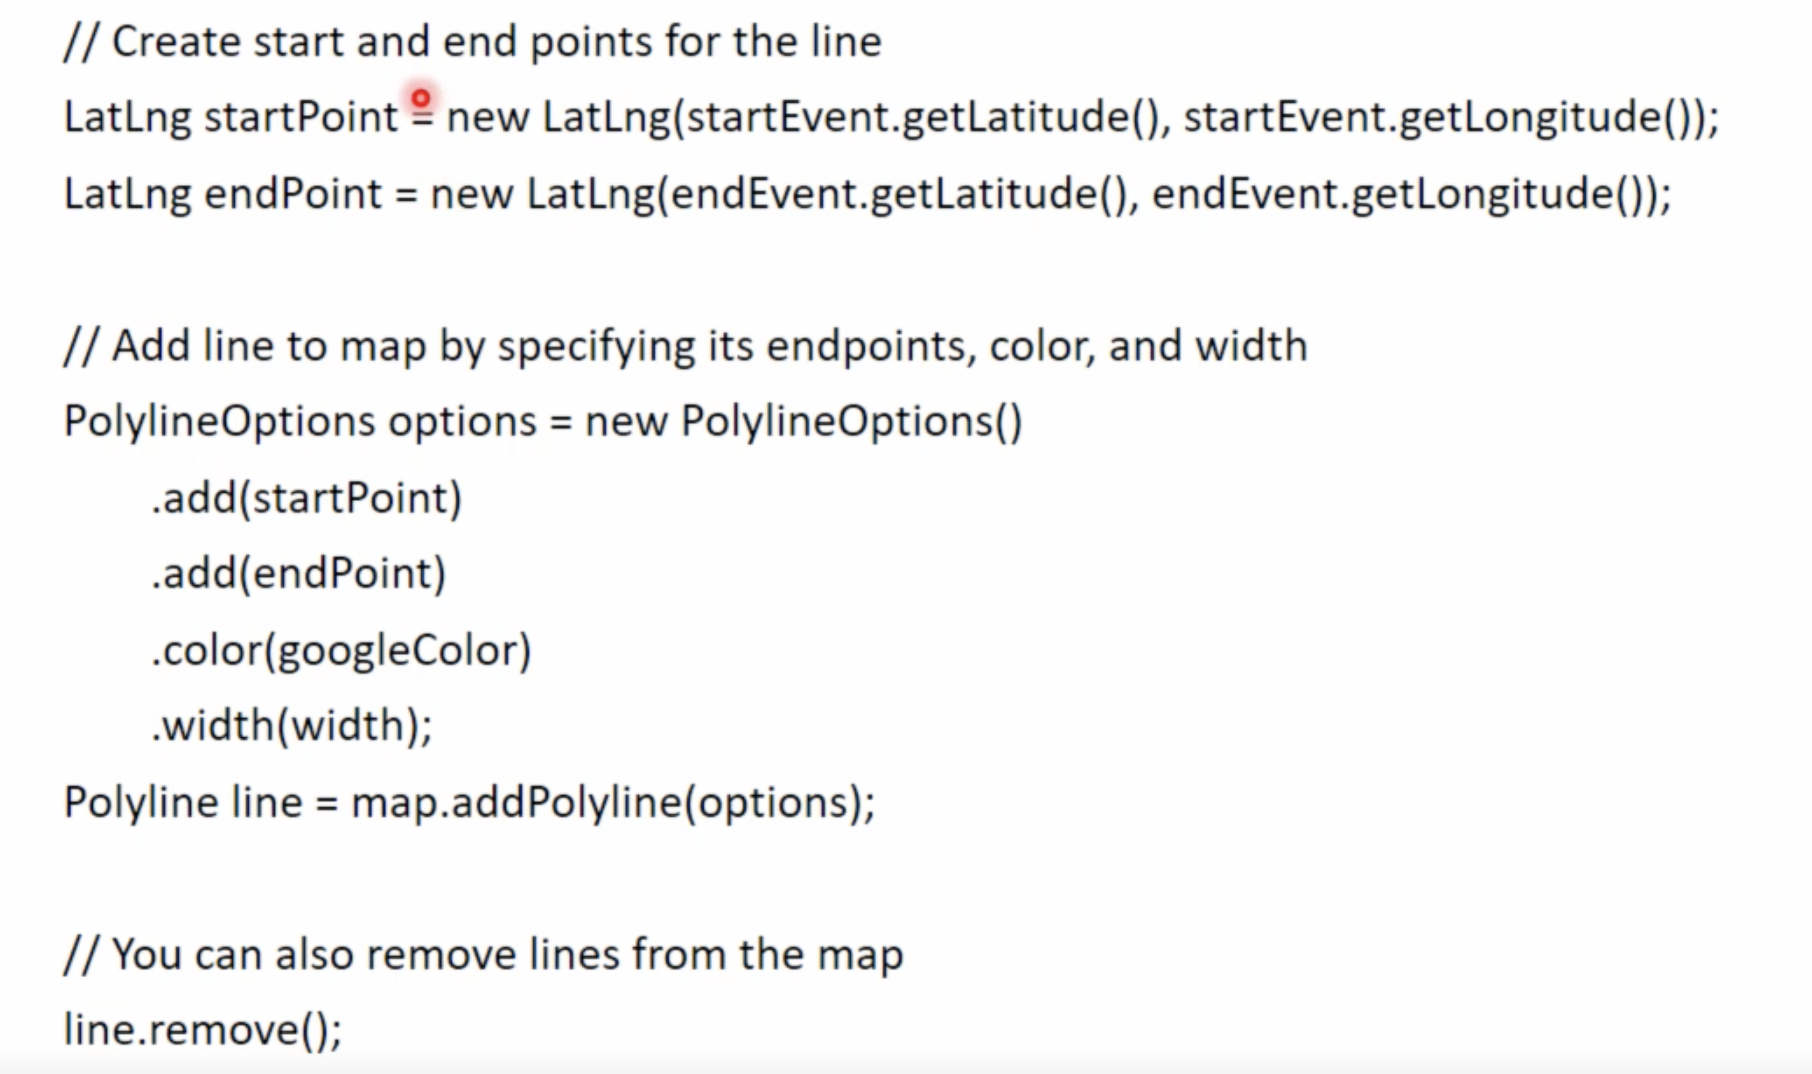 // Create start and end points for the line
LatLng startPoint = new LatLng(startEvent.getLatitude(), startEvent.getLongitude());
LatLng endPoint = new LatLng(endEvent.getLatitude(), endEvent.getLongitude());
// Add line to map by specifying its endpoints, color, and width
PolylineOptions options = new PolylineOptions()
.add(startPoint)
.add(endPoint)
.color(googleColor)
.width(width);
Polyline line = map.addPolyline(options);
// You can also remove lines from the map
line.remove();